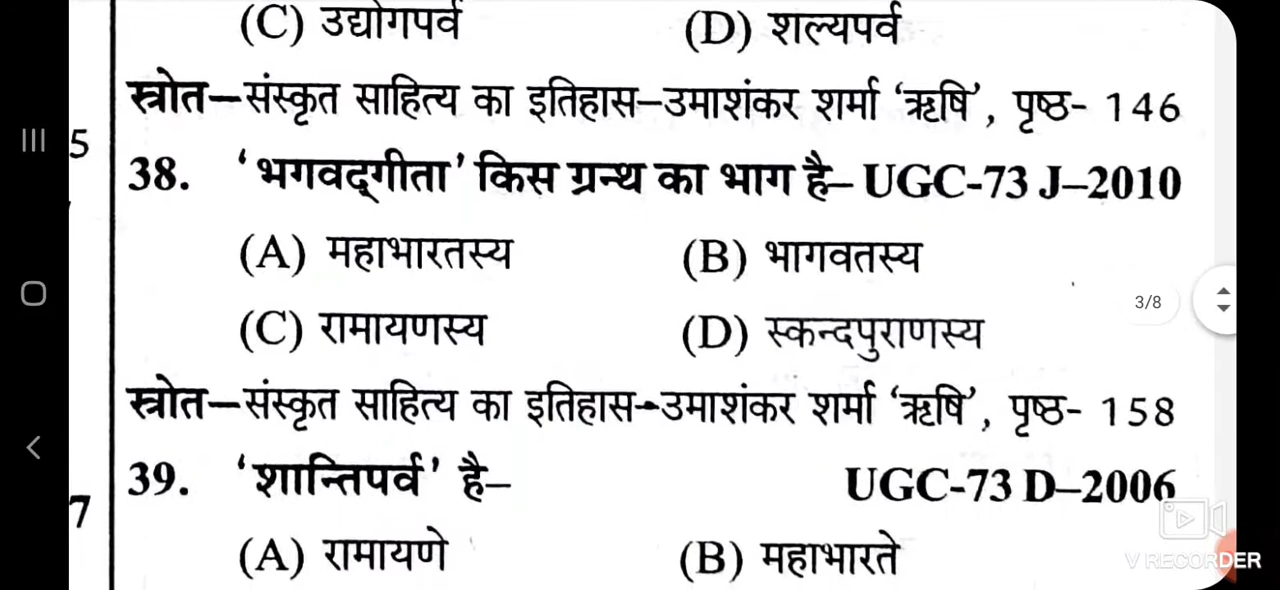 (C) उद्योगपर्व (D) शल्यपर्व
स्त्रोत–संस्कृत साहित्य का इतिहास–उमाशंकर शर्मा ‘ऋषि’, पृष्ठ- 146
5
38. ‘भगवद्‌गीता’ किस ग्रन्थ का भाग है– UGC-73 J–2010
(A) महाभारतस्य (B) भागवतस्य
3/8
(C) रामायणस्य (D) स्कन्दपुराणस्य
स्त्रोत–संस्कृत साहित्य का इतिहास–उमाशंकर शर्मा ‘ऋषि’, पृष्ठ- 158
39. ‘शान्तिपर्व’ है– UGC-73 D–2006
7
(A) रामायणे (B) महाभारते
V RECORDER